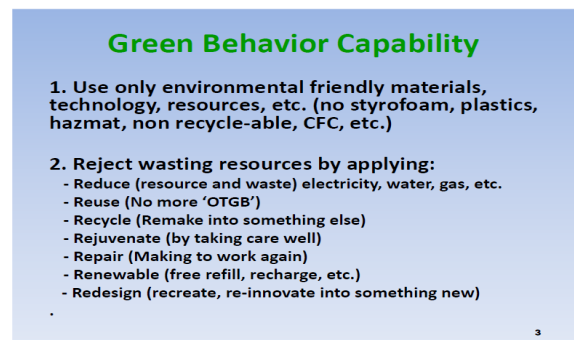 Green Behavior Capability
1. Use only environmental friendly materials,
technology, resources, etc. (no styrofoam, plastics,
hazmat, non recycle-able, CFC, etc.)
2. Reject wasting resources by applying:
- Reduce (resource and waste) electricity, water, gas, etc.
- Reuse (No more ‘OTGB’)
- Recycle (Remake into something else)
- Rejuvenate (by taking care well)
- Repair (Making to work again)
- Renewable (free refill, recharge, etc.)
- Redesign (recreate, re-innovate into something new)
.
3